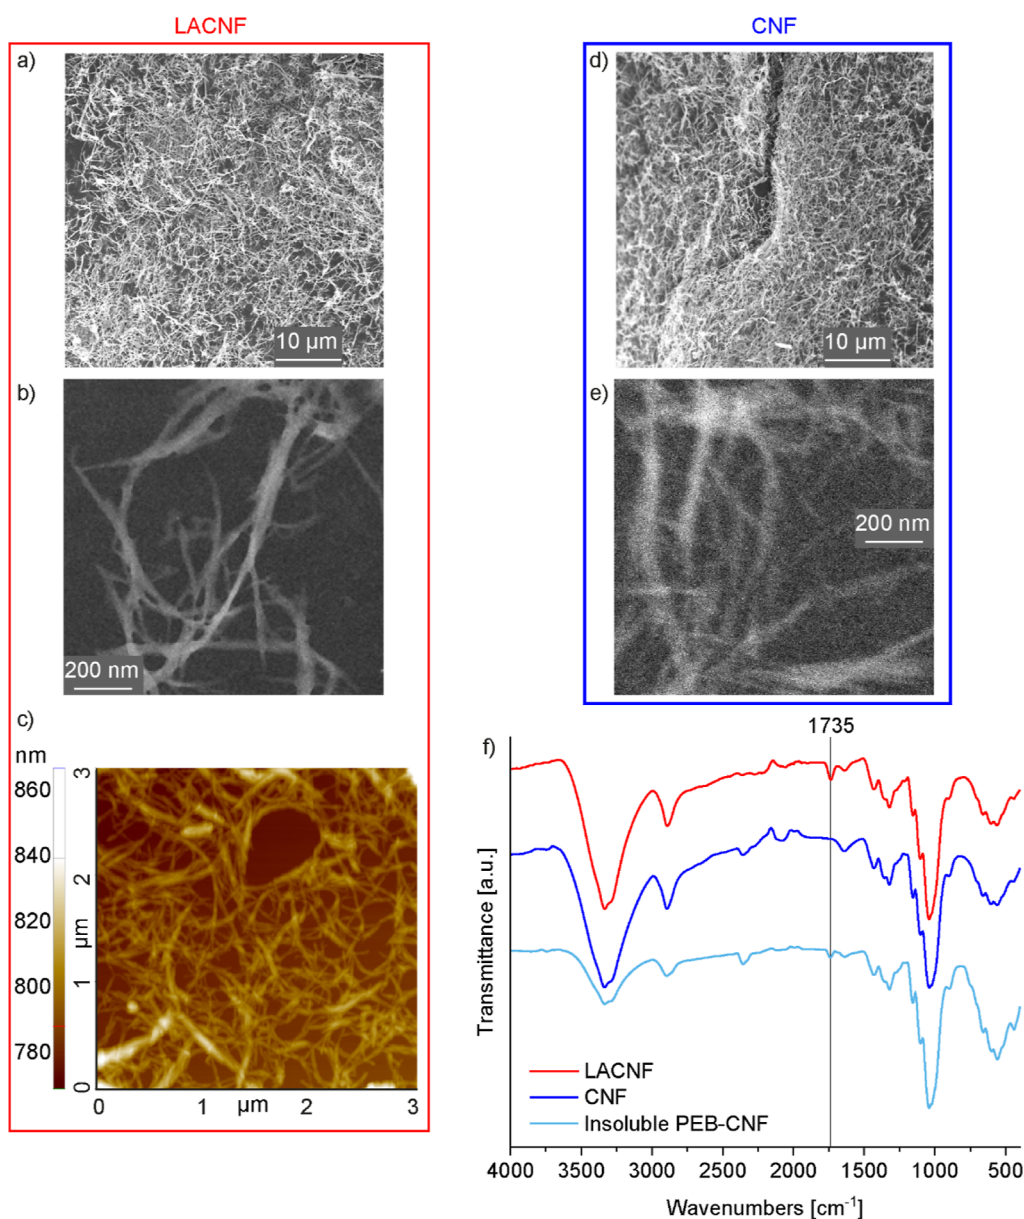 LACNF
a)
10 µm
b)
200 nm
c)
nm
860
840
820
800
780
3
2
µm
1
0
0
1
µm
2
3
CNF
d)
10 µm
e)
200 nm
f)
1735
Transmittance [a.u.]
LACNF
CNF
Insoluble PEB-CNF
4000 3500 3000 2500 2000 1500 1000 500
Wavenumbers [cm⁻¹]